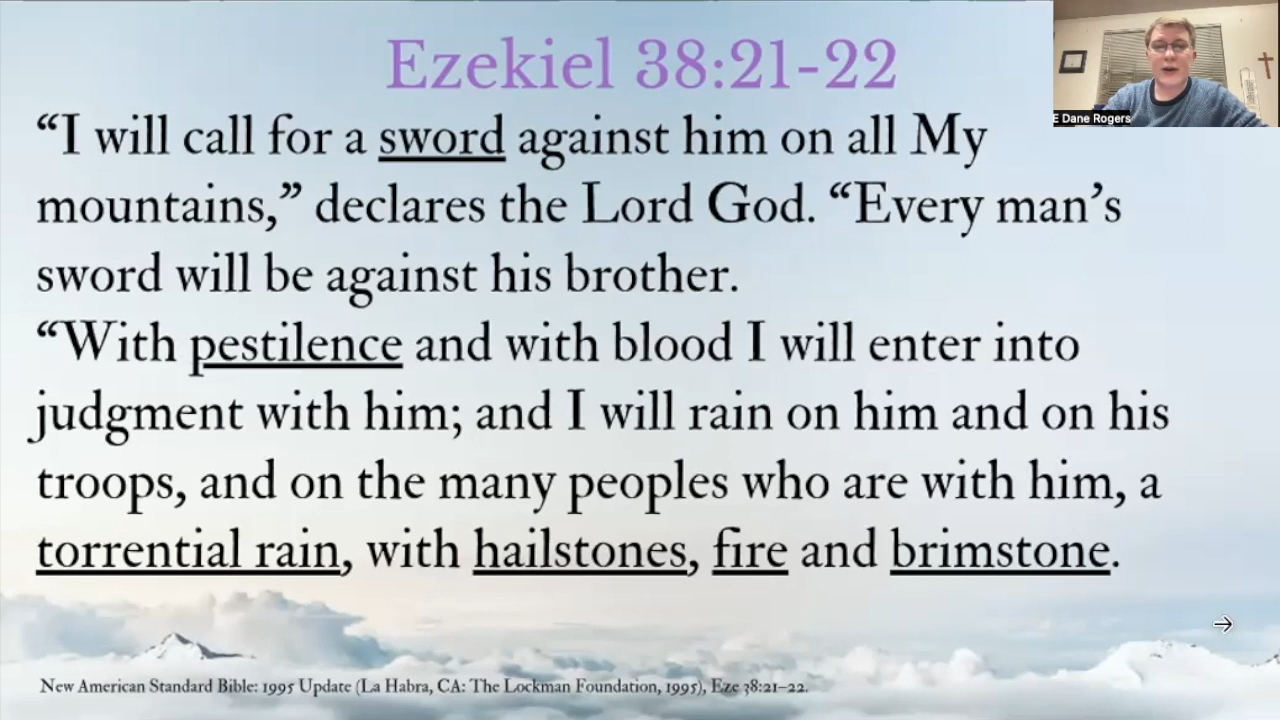 Ezekiel 38:21-22
E Dane Rogers
“I will call for a sword against him on all My
mountains,” declares the Lord God. “Every man’s
sword will be against his brother.
“With pestilence and with blood I will enter into
judgment with him; and I will rain on him and on his
troops, and on the many peoples who are with him, a
torrential rain, with hailstones, fire and brimstone.
New American Standard Bible: 1995 Update (La Habra, CA: The Lockman Foundation, 1995), Eze 38:21–22.